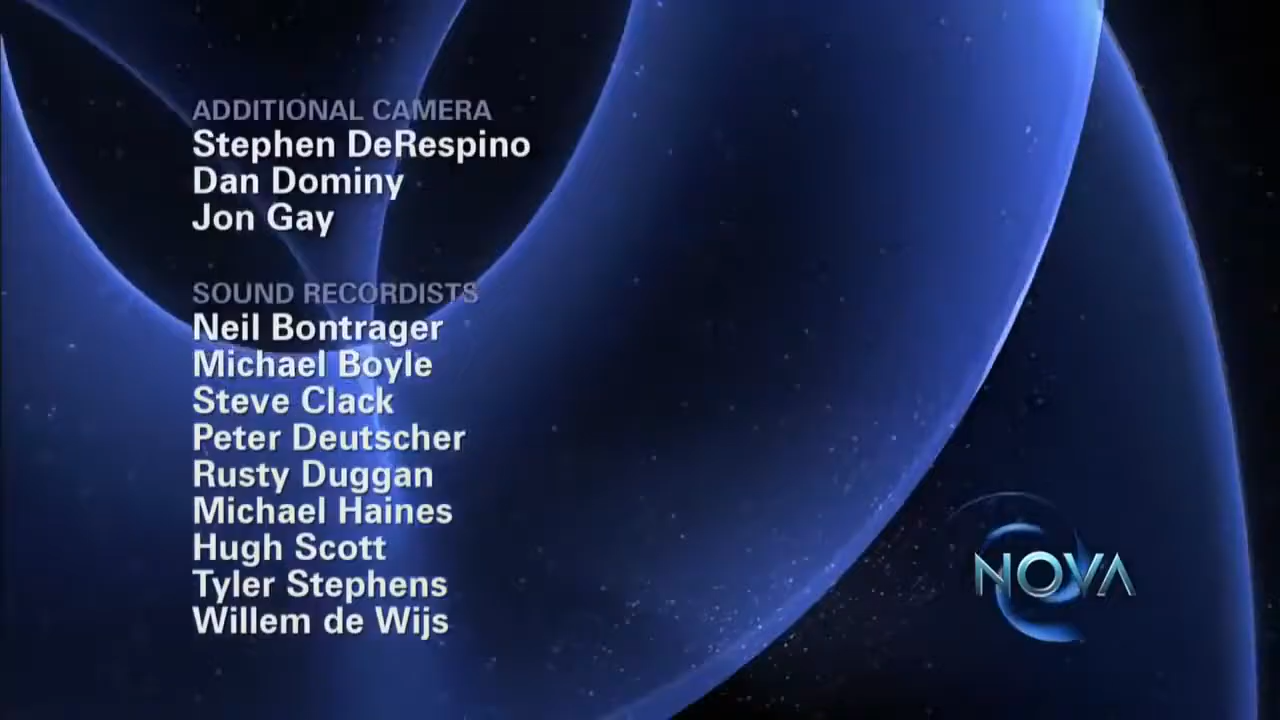 ADDITIONAL CAMERA
Stephen DeRespino
Dan Dominy
Jon Gay
SOUND RECORDISTS
Neil Bontrager
Michael Boyle
Steve Clack
Peter Deutscher
Rusty Duggan
Michael Haines
Hugh Scott
Tyler Stephens
Willem de Wijs
NOVA